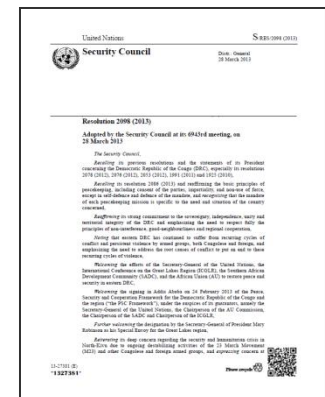 United Nations S/RES/2098 (2013)
Security Council Distr.: General
28 March 2013
Resolution 2098 (2013)
Adopted by the Security Council at its 6943rd meeting, on
28 March 2013
The Security Council,
Recalling its previous resolutions and the statements of its President
concerning the Democratic Republic of the Congo (DRC), especially its resolutions
2076 (2012), 2078 (2012), 2053 (2012), 1991 (2011) and 1925 (2010),
Recalling its resolution 2086 (2013) and reaffirming the basic principles of
peacekeeping, including consent of the parties, impartiality, and non-use of force,
except in self-defence and defence of the mandate, and recognizing that the mandate
of each peacekeeping mission is specific to the need and situation of the country
concerned,
Reaffirming its strong commitment to the sovereignty, independence, unity and
territorial integrity of the DRC and emphasizing the need to respect fully the
principles of non-interference, good-neighbourliness and regional cooperation,
Noting that eastern DRC has continued to suffer from recurring cycles of
conflict and persistent violence by armed groups, both Congolese and foreign, and
emphasizing the need to address the root causes of conflict to put an end to these
recurring cycles of violence,
Welcoming the efforts of the Secretary-General of the United Nations, the
International Conference on the Great Lakes Region (ICGLR), the Southern African
Development Community (SADC), and the African Union (AU) to restore peace and
security in eastern DRC,
Welcoming the signing in Addis Ababa on 24 February 2013 of the Peace,
Security and Cooperation Framework for the Democratic Republic of the Congo and
the region ("the PSC Framework"), under the auspices of its guarantors, namely the
Secretary-General of the United Nations, the Chairperson of the AU Commission,
the Chairperson of the SADC and Chairperson of the ICGLR,
Further welcoming the designation by the Secretary-General of President Mary
Robinson as his Special Envoy for the Great Lakes region,
Reiterating its deep concern regarding the security and humanitarian crisis in
North Kivu due to ongoing destabilizing activities of the 23 March Movement
(M23) and other Congolese and foreign armed groups, and expressing concern at
13-27381 (E)
*1327381*
Please recycle